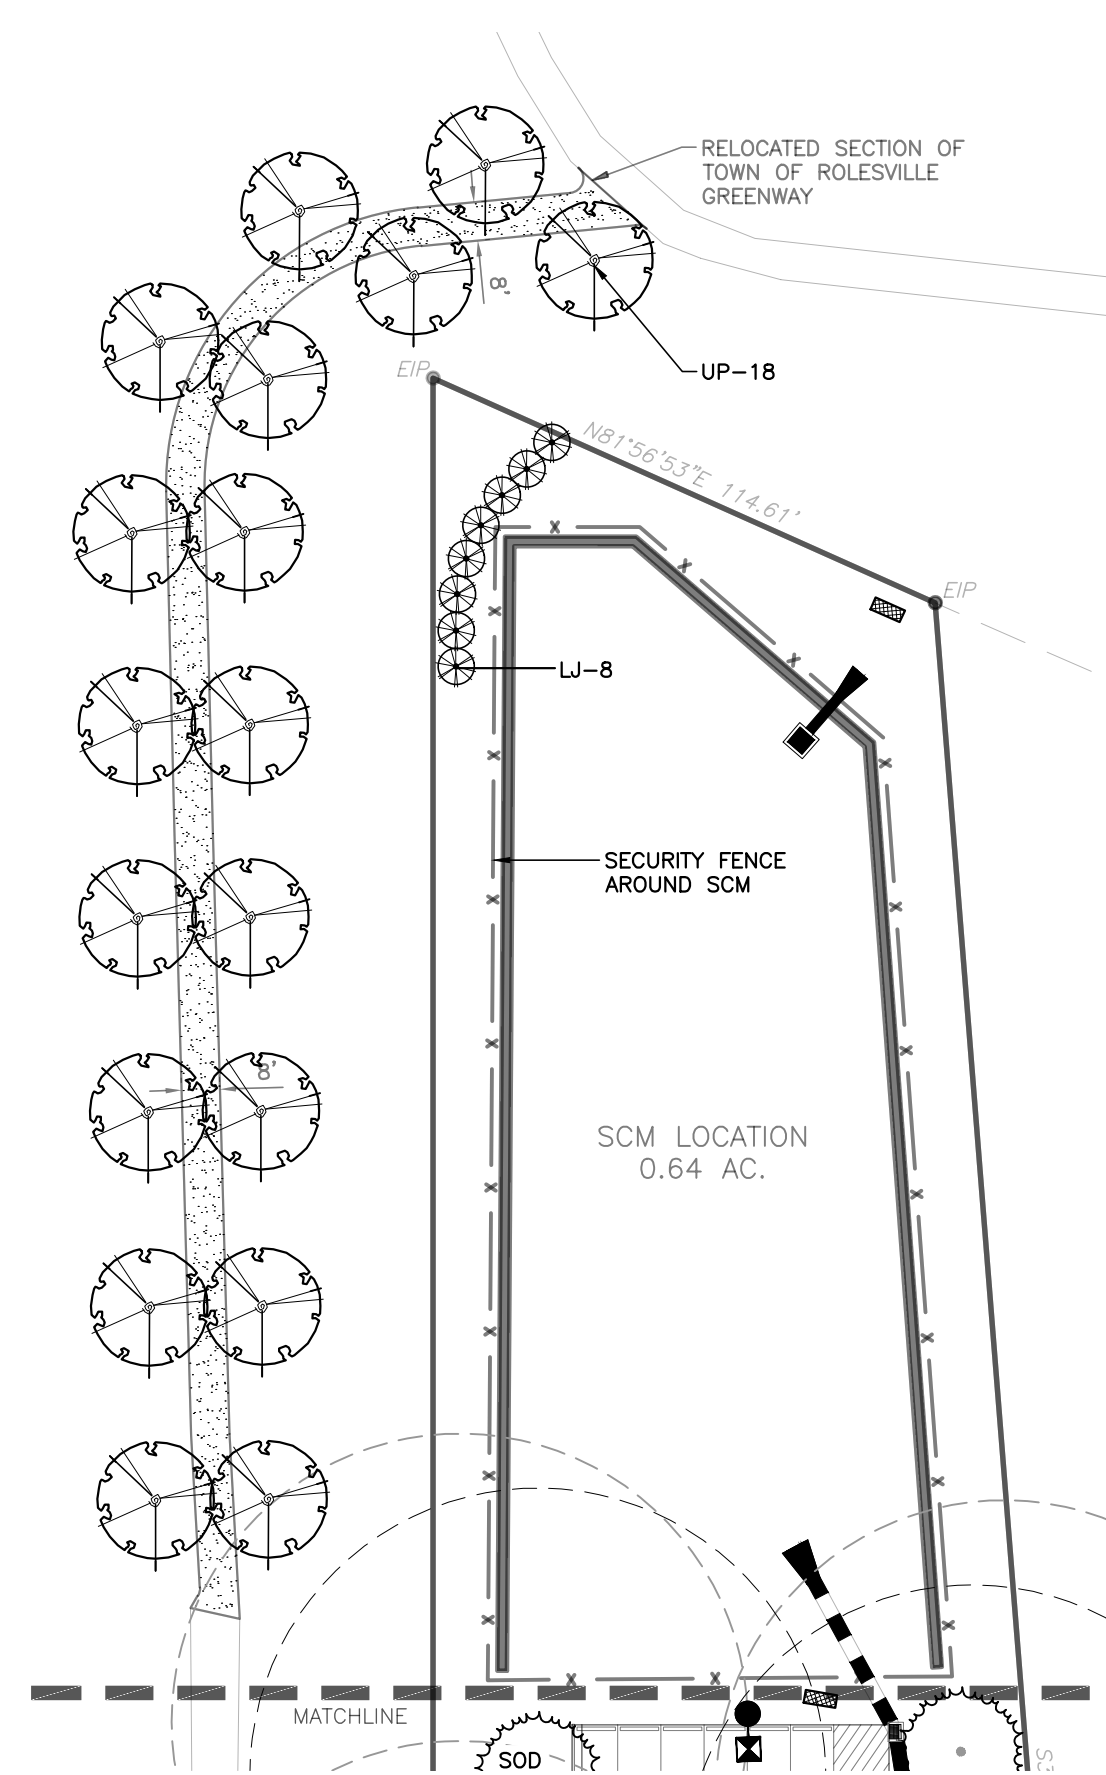 RELOCATED SECTION OF
TOWN OF ROLESVILLE
GREENWAY
8'
UP-18
EIP
N81°56'53"E 114.61'
EIP
LJ-8
SECURITY FENCE
AROUND SCM
8'
SCM LOCATION
0.64 AC.
MATCHLINE
SOD